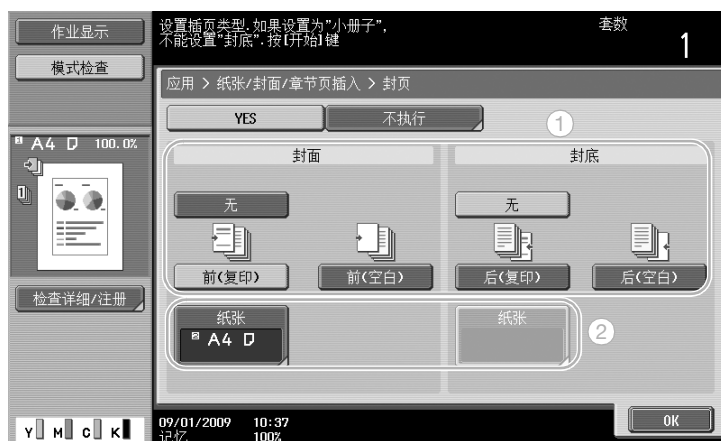 作业显示
模式检查
设置插页类型.如果设置为"小册子",
不能设置"封底".按[开始]键
套数
1
应用 > 纸张/封面/章节页插入 > 封页
YES
不执行
1
A4 100.0%
1
封面
封底
无
无
前(复印)
前(空白)
后(复印)
后(空白)
检查详细/注册
纸张
A4
纸张
2
Y M C K
09/01/2009 10:37
记忆 100%
OK